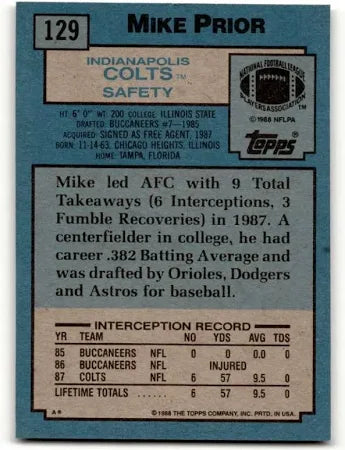 129
MIKE PRIOR
INDIANAPOLIS
COLTS TM
SAFETY
NATIONAL FOOTBALL LEAGUE
PLAYERS ASSOCIATION
©1988 NFLPA
topps
HT 6' 0" WT 200 COLLEGE ILLINOIS STATE
DRAFTED: BUCCANEERS #7—1985
ACQUIRED: SIGNED AS FREE AGENT, 1987
BORN: 11-14-63, CHICAGO HEIGHTS, ILLINOIS
HOME: TAMPA, FLORIDA
Mike led AFC with 9 Total
Takeaways (6 Interceptions, 3
Fumble Recoveries) in 1987. A
centerfielder in college, he had
career .382 Batting Average and
was drafted by Orioles, Dodgers
and Astros for baseball.
INTERCEPTION RECORD
YR TEAM NO YDS AVG TDS
85 BUCCANEERS NFL 0 0 0.0 0
86 BUCCANEERS NFL INJURED
87 COLTS NFL 6 57 9.5 0
LIFETIME TOTALS . . . . . . 6 57 9.5 0
A* ©1988 THE TOPPS COMPANY, INC. PRTD. IN U.S.A.